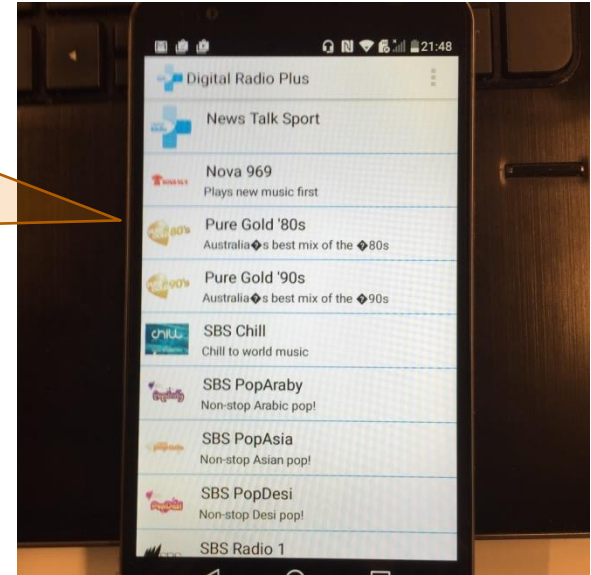 21:48
Digital Radio Plus
News Talk Sport
Nova 969
Plays new music first
Pure Gold '80s
Australia�s best mix of the �80s
Pure Gold '90s
Australia�s best mix of the �90s
chill
SBS Chill
Chill to world music
SBS PopAraby
Non-stop Arabic pop!
SBS PopAsia
Non-stop Asian pop!
SBS PopDesi
Non-stop Desi pop!
SBS Radio 1